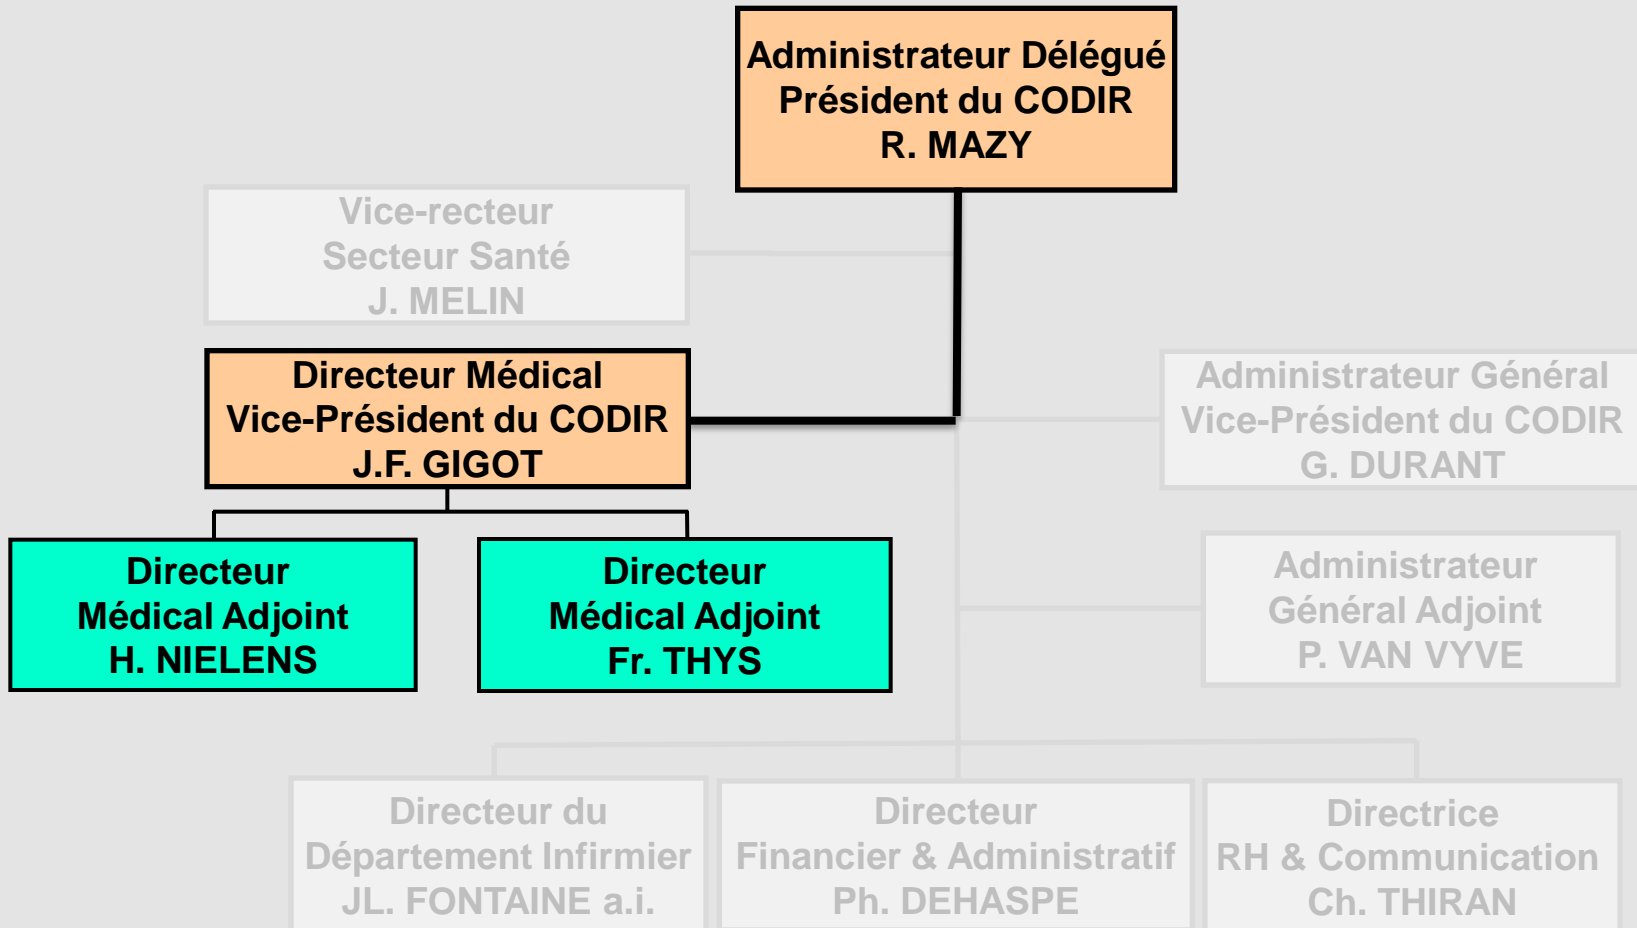 Administrateur Délégué
Président du CODIR
R. MAZY
Vice-recteur
Secteur Santé
J. MELIN
Directeur Médical
Vice-Président du CODIR
J.F. GIGOT
Administrateur Général
Vice-Président du CODIR
G. DURANT
Directeur
Médical Adjoint
H. NIELENS
Directeur
Médical Adjoint
Fr. THYS
Administrateur
Général Adjoint
P. VAN VYVE
Directeur du
Département Infirmier
JL. FONTAINE a.i.
Directeur
Financier & Administratif
Ph. DEHASPE
Directrice
RH & Communication
Ch. THIRAN